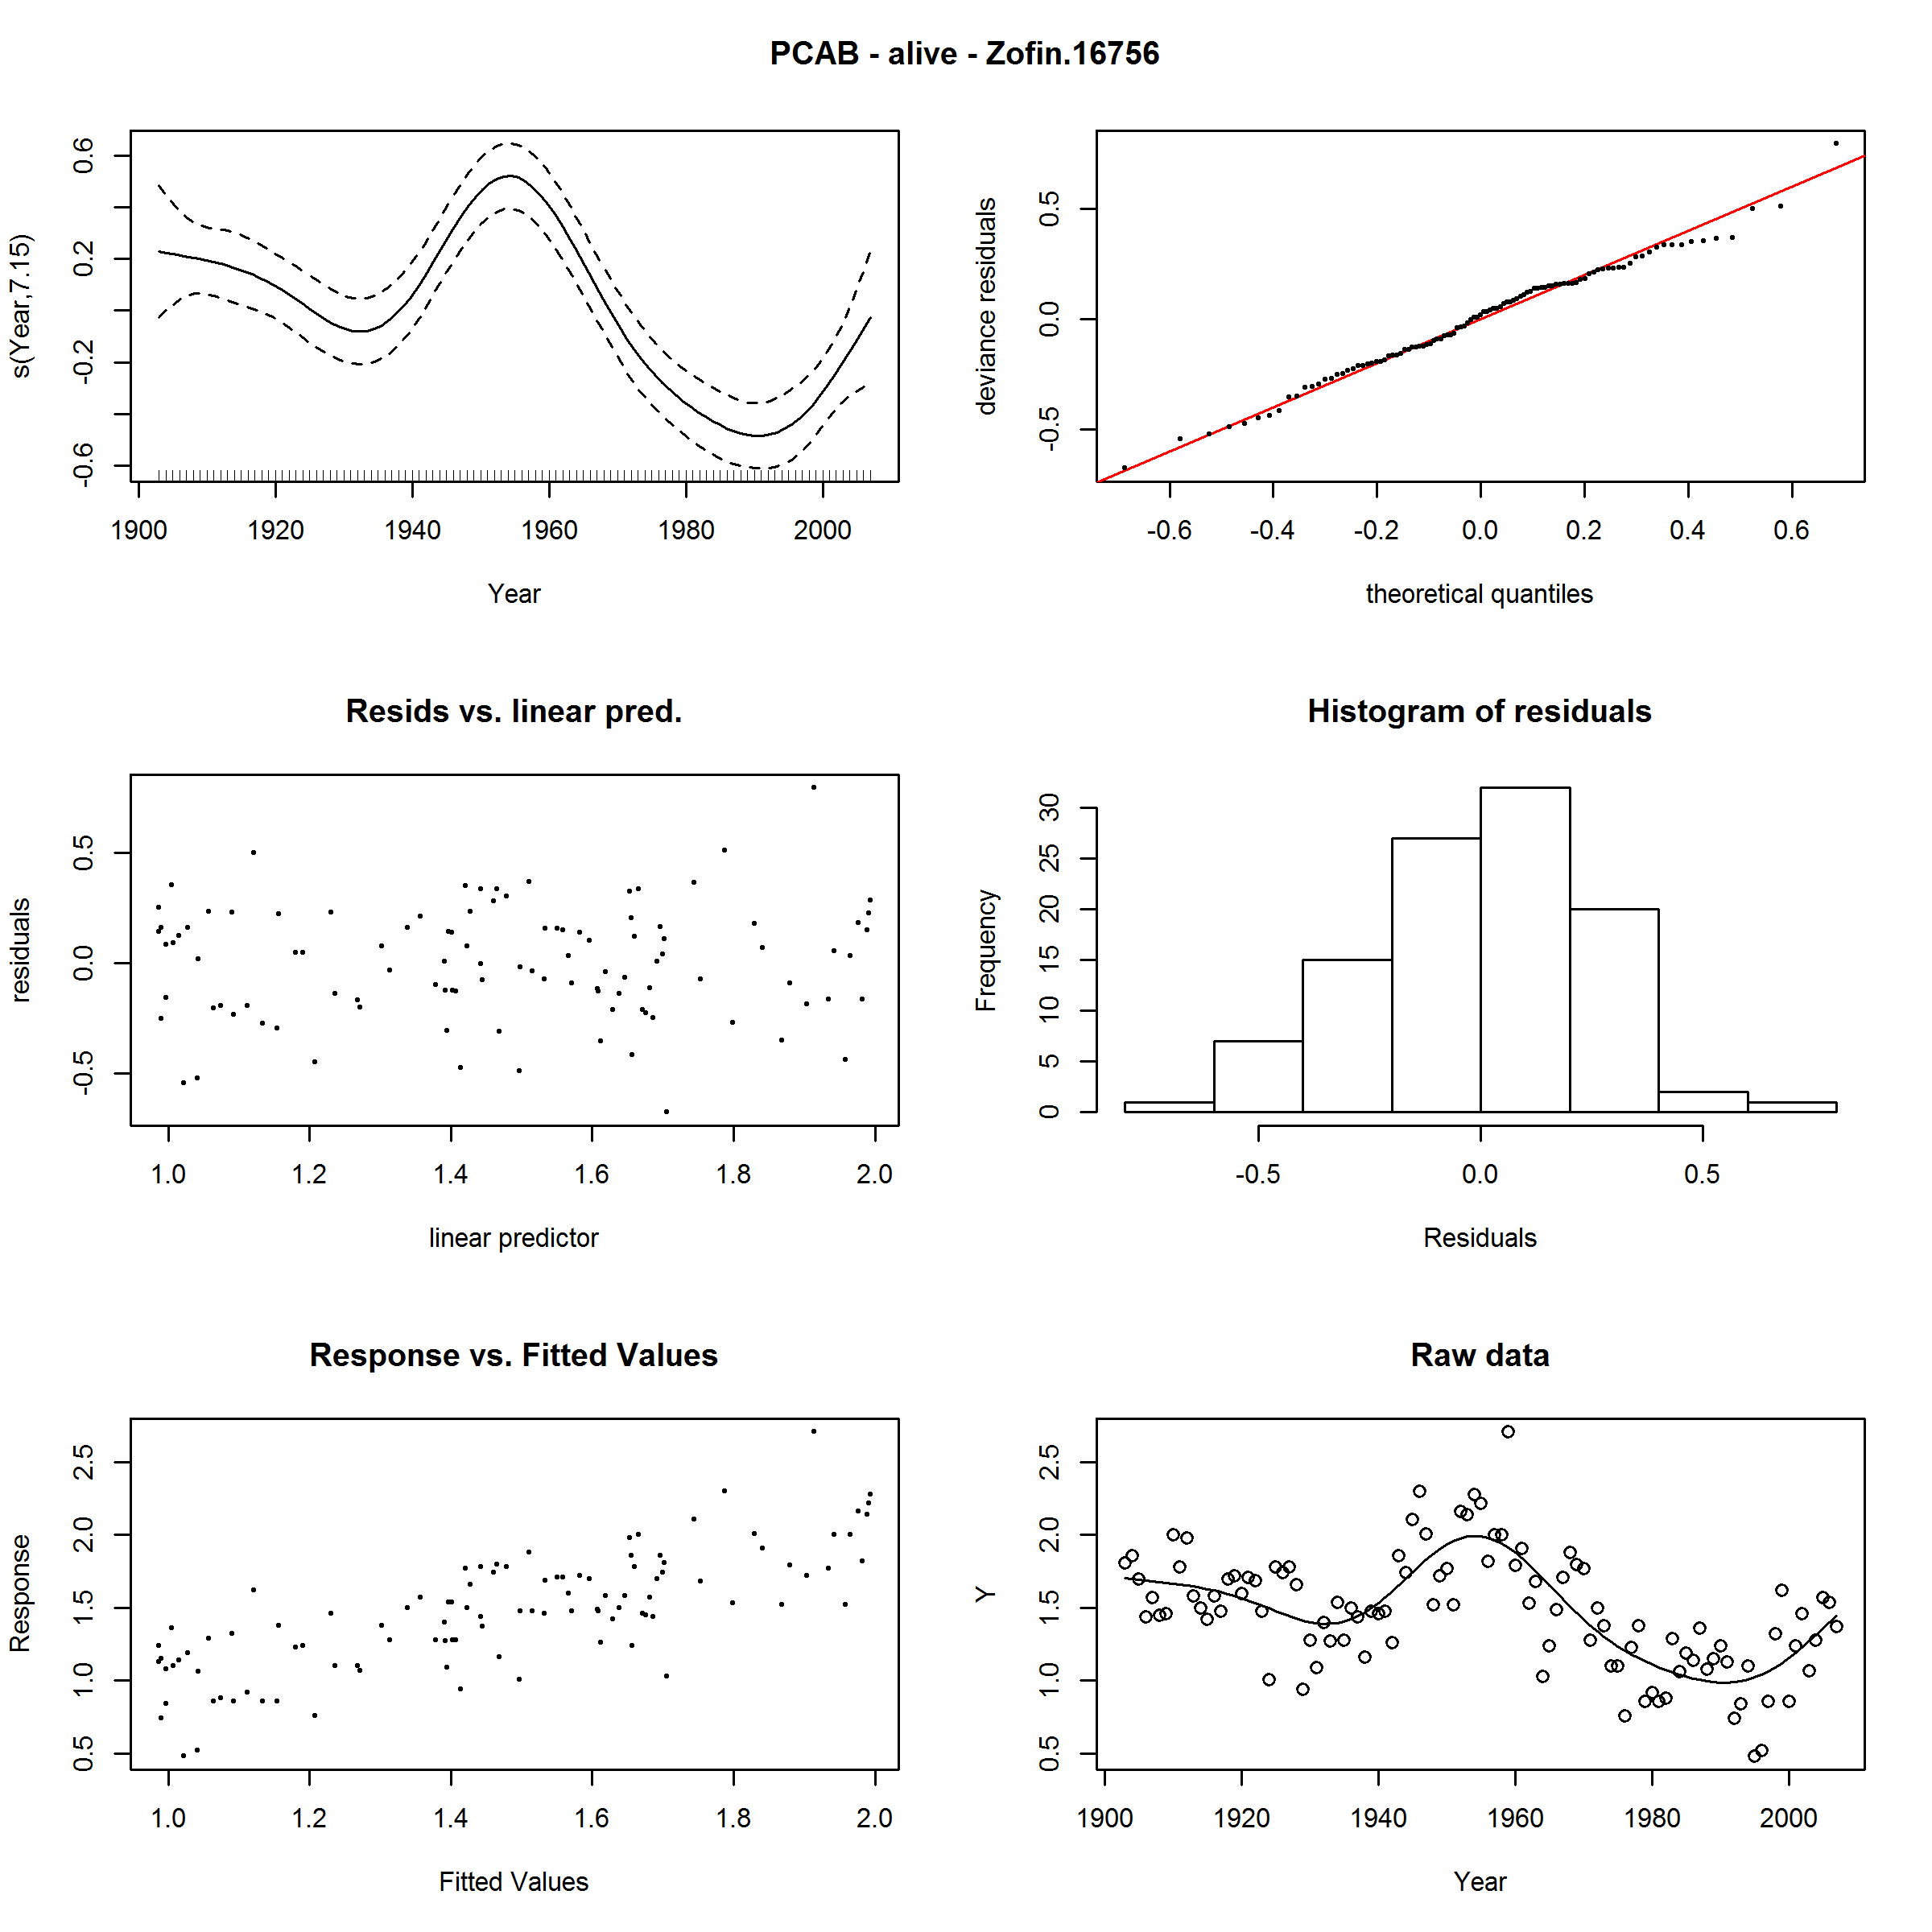 PCAB - alive - Zofin.16756
s(Year,7.15)
-0.6 -0.2 0.2 0.6
1900 1920 1940 1960 1980 2000
Year
deviance residuals
-0.5 0.0 0.5
-0.6 -0.4 -0.2 0.0 0.2 0.4 0.6
theoretical quantiles
Resids vs. linear pred.
residuals
-0.5 0.0 0.5
1.0 1.2 1.4 1.6 1.8 2.0
linear predictor
Histogram of residuals
Frequency
0 5 10 15 20 25 30
-0.5 0.0 0.5
Residuals
Response vs. Fitted Values
Response
0.5 1.0 1.5 2.0 2.5
1.0 1.2 1.4 1.6 1.8 2.0
Fitted Values
Raw data
Y
0.5 1.0 1.5 2.0 2.5
1900 1920 1940 1960 1980 2000
Year